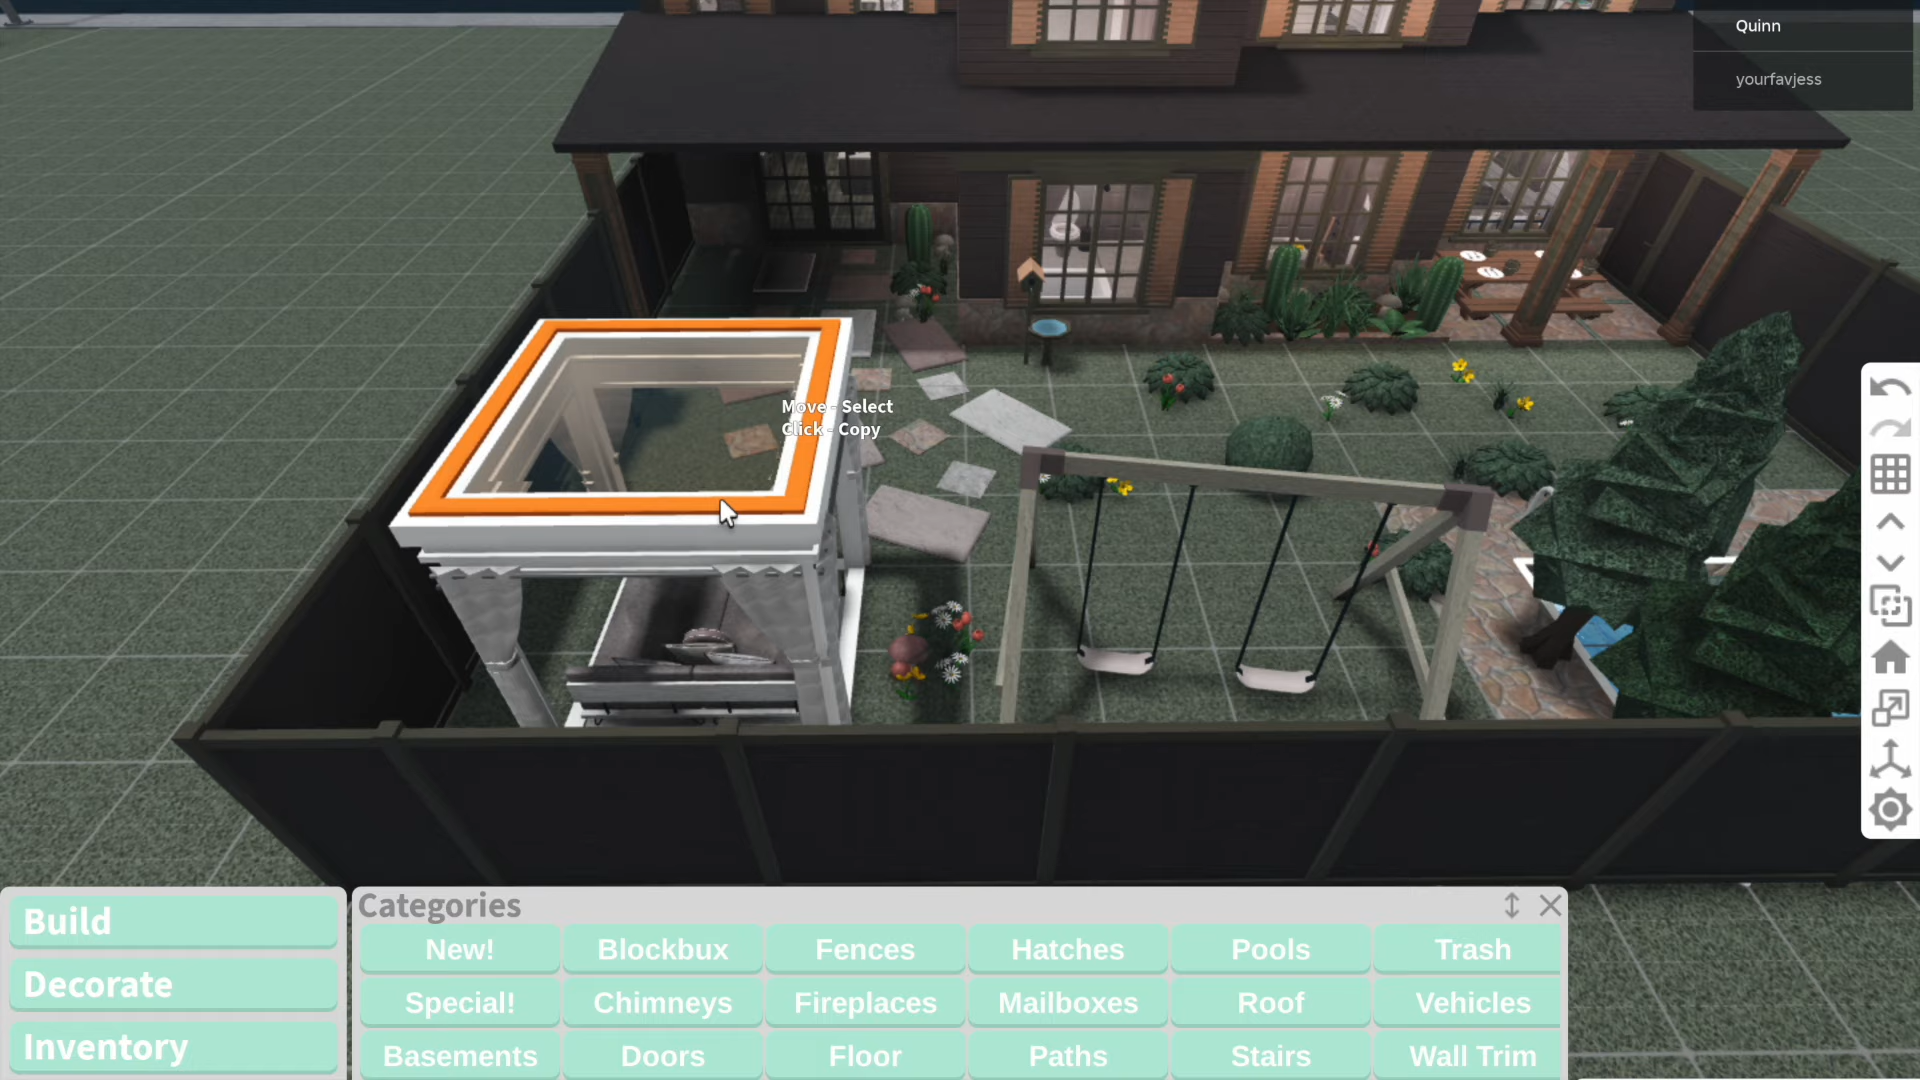 Quinn
yourfavjess
Move - Select
Click - Copy
Build
Decorate
Inventory
Categories
New!
Blockbux
Fences
Hatches
Pools
Trash
Special!
Chimneys
Fireplaces
Mailboxes
Roof
Vehicles
Basements
Doors
Floor
Paths
Stairs
Wall Trim